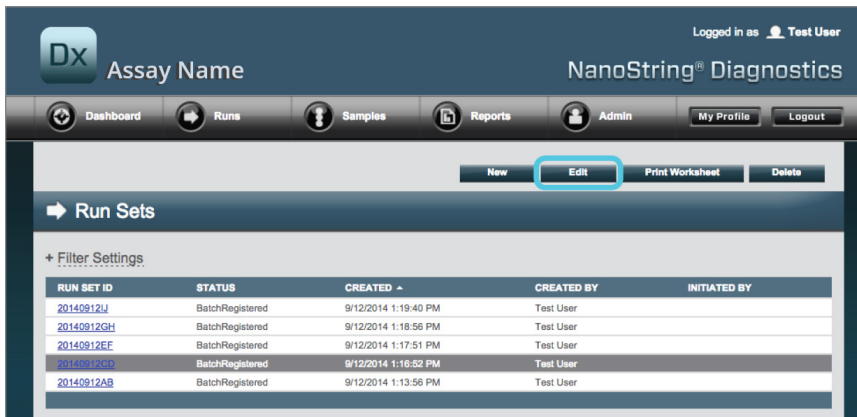 Logged in as Test User
Dx Assay Name
NanoString® Diagnostics
Dashboard Runs Samples Reports Admin My Profile Logout
New Edit Print Worksheet Delete
Run Sets
+ Filter Settings
RUN SET ID STATUS CREATED CREATED BY INITIATED BY
20140912IJ BatchRegistered 9/12/2014 1:19:40 PM Test User
20140912GH BatchRegistered 9/12/2014 1:18:56 PM Test User
20140912EF BatchRegistered 9/12/2014 1:17:51 PM Test User
20140912CD BatchRegistered 9/12/2014 1:16:52 PM Test User
20140912AB BatchRegistered 9/12/2014 1:13:56 PM Test User